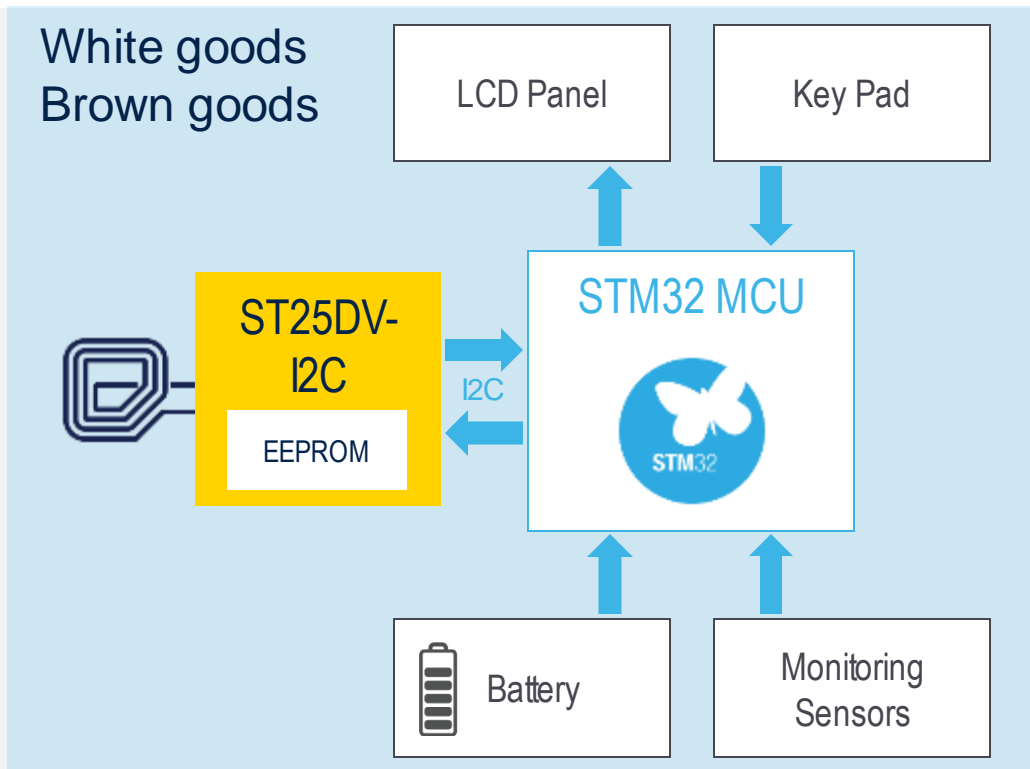 White goods
Brown goods
LCD Panel
Key Pad
ST25DV-
I2C
EEPROM
I2C
STM32 MCU
STM32
Battery
Monitoring
Sensors